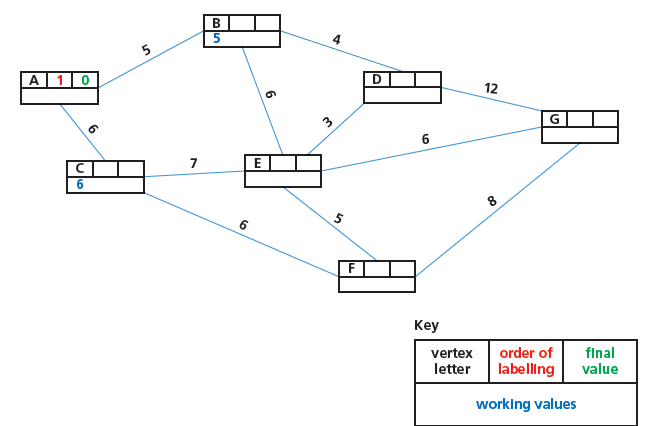 B
5
5
4
A 1 0
D
12
6
3
G
6
6
C
6
7
E
6
5
8
F
Key
vertex letter
order of labelling
final value
working values